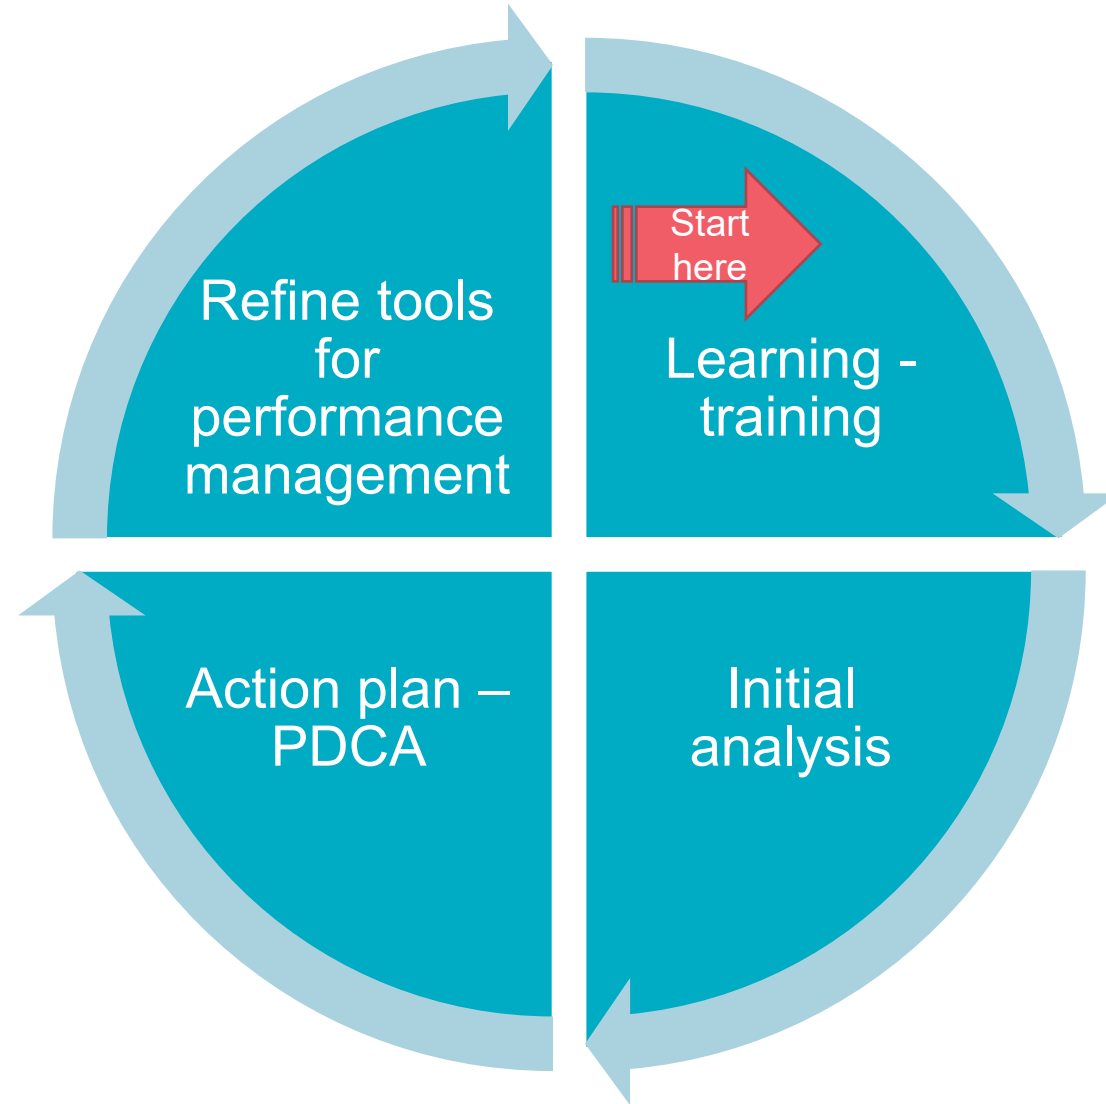 Start
here
Learning -
training
Initial
analysis
Action plan –
PDCA
Refine tools
for
performance
management